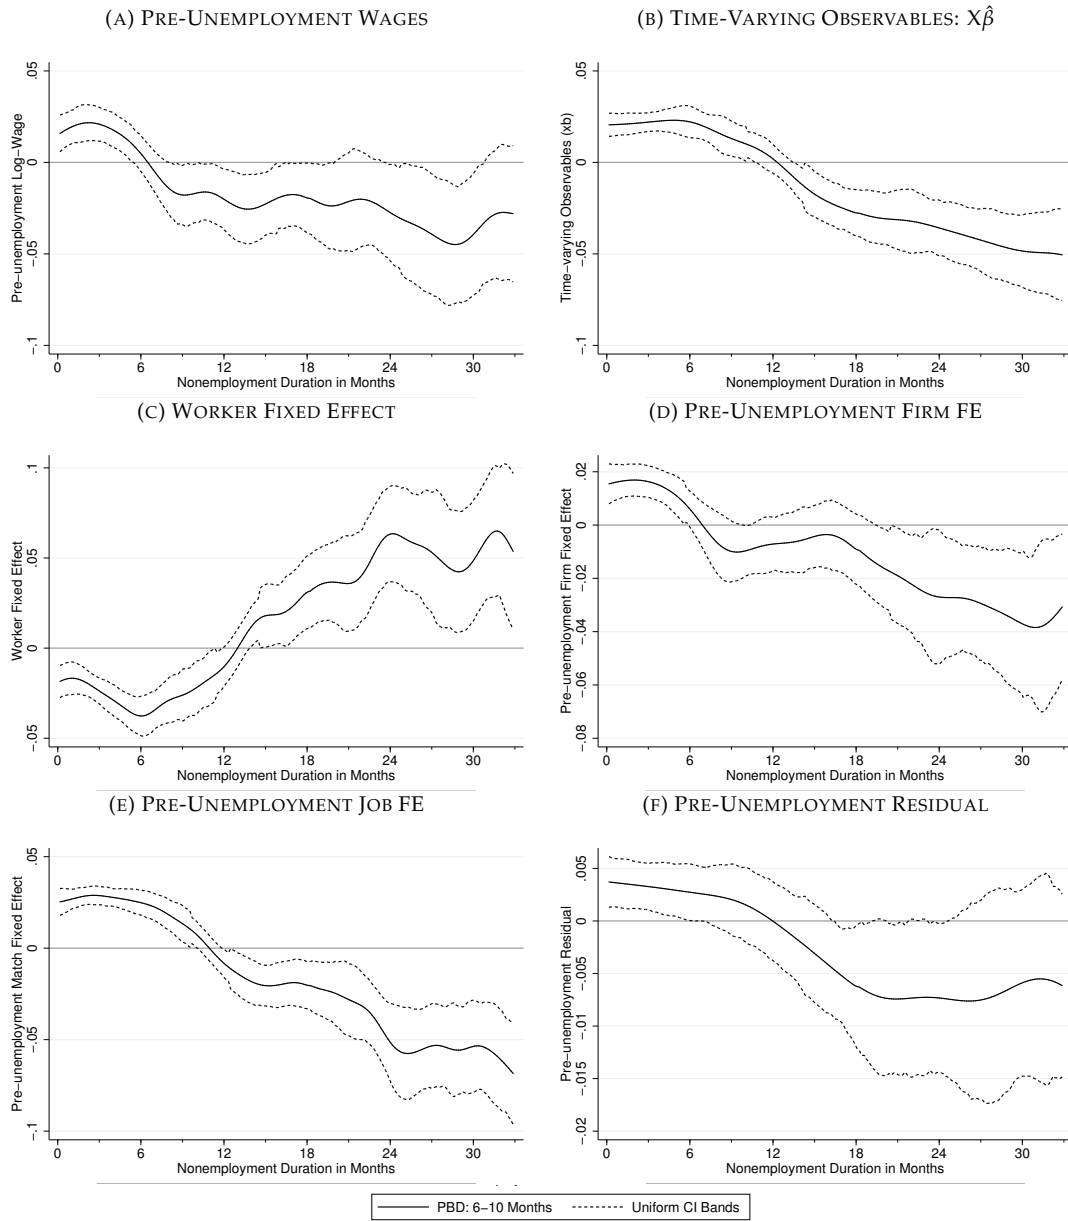 (A) PRE-UNEMPLOYMENT WAGES
Pre-unemployment Log-Wage
.05
0
-.05
-.1
0 6 12 18 24 30
Nonemployment Duration in Months
(B) TIME-VARYING OBSERVABLES: Xβ̂
Time-varying Observables (xb)
.05
0
-.05
-.1
0 6 12 18 24 30
Nonemployment Duration in Months
(C) WORKER FIXED EFFECT
Worker Fixed Effect
.1
.05
0
-.05
0 6 12 18 24 30
Nonemployment Duration in Months
(D) PRE-UNEMPLOYMENT FIRM FE
Pre-unemployment Firm Fixed Effect
.02
0
-.02
-.04
-.06
-.08
0 6 12 18 24 30
Nonemployment Duration in Months
(E) PRE-UNEMPLOYMENT JOB FE
Pre-unemployment Match Fixed Effect
.05
0
-.05
-.1
0 6 12 18 24 30
Nonemployment Duration in Months
(F) PRE-UNEMPLOYMENT RESIDUAL
Pre-unemployment Residual
.005
0
-.005
-.01
-.015
-.02
0 6 12 18 24 30
Nonemployment Duration in Months
PBD: 6-10 Months
Uniform CI Bands